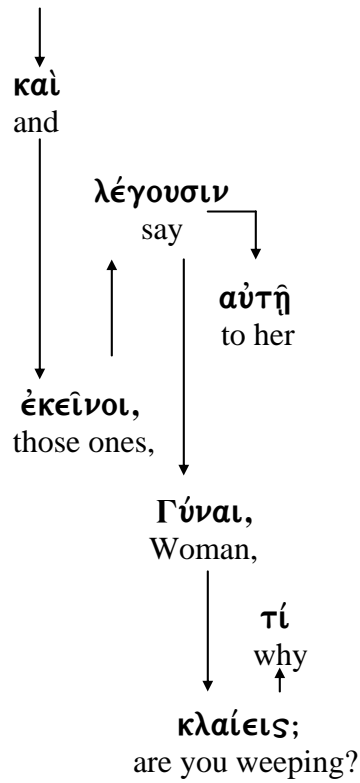 καὶ
and
λέγουσιν
say
αὐτῇ
to her
ἐκεῖνοι,
those ones,
Γύναι,
Woman,
τί
why
κλαίεις;
are you weeping?